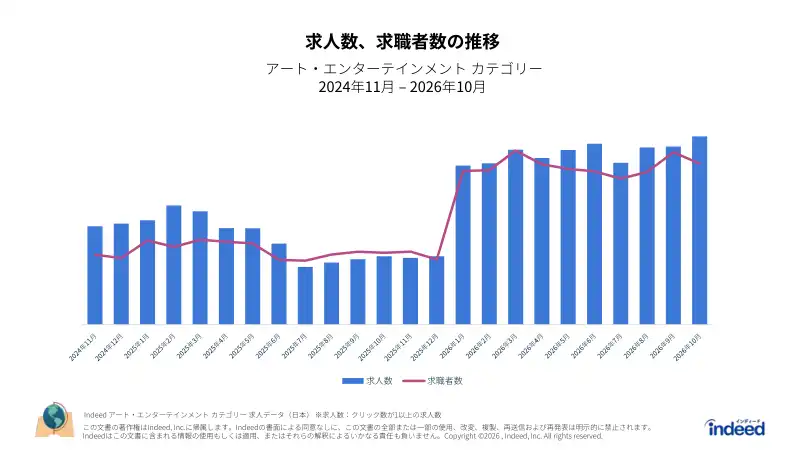 求人数、求職者数の推移
アート・エンターテインメント カテゴリー
2024年11月 – 2026年10月
2024年11月
2024年12月
2025年1月
2025年2月
2025年3月
2025年4月
2025年5月
2025年6月
2025年7月
2025年8月
2025年9月
2025年10月
2025年11月
2025年12月
2026年1月
2026年2月
2026年3月
2026年4月
2026年5月
2026年6月
2026年7月
2026年8月
2026年9月
2026年10月
求人数 求職者数
Indeed アート・エンターテインメント カテゴリー 求人データ（日本） ※求人数：クリック数が1以上の求人数
この文書の著作権はIndeed, Inc.に帰属します。Indeedの書面による同意なしに、この文書の全部または一部の使用、改変、複製、再送信および再発表は明示的に禁止されます。
Indeedはこの文書に含まれる情報の使用もしくは適用、またはそれらの解釈によるいかなる責任も負いません。Copyright ©2026 , Indeed, Inc. All rights reserved.
インディード
indeed